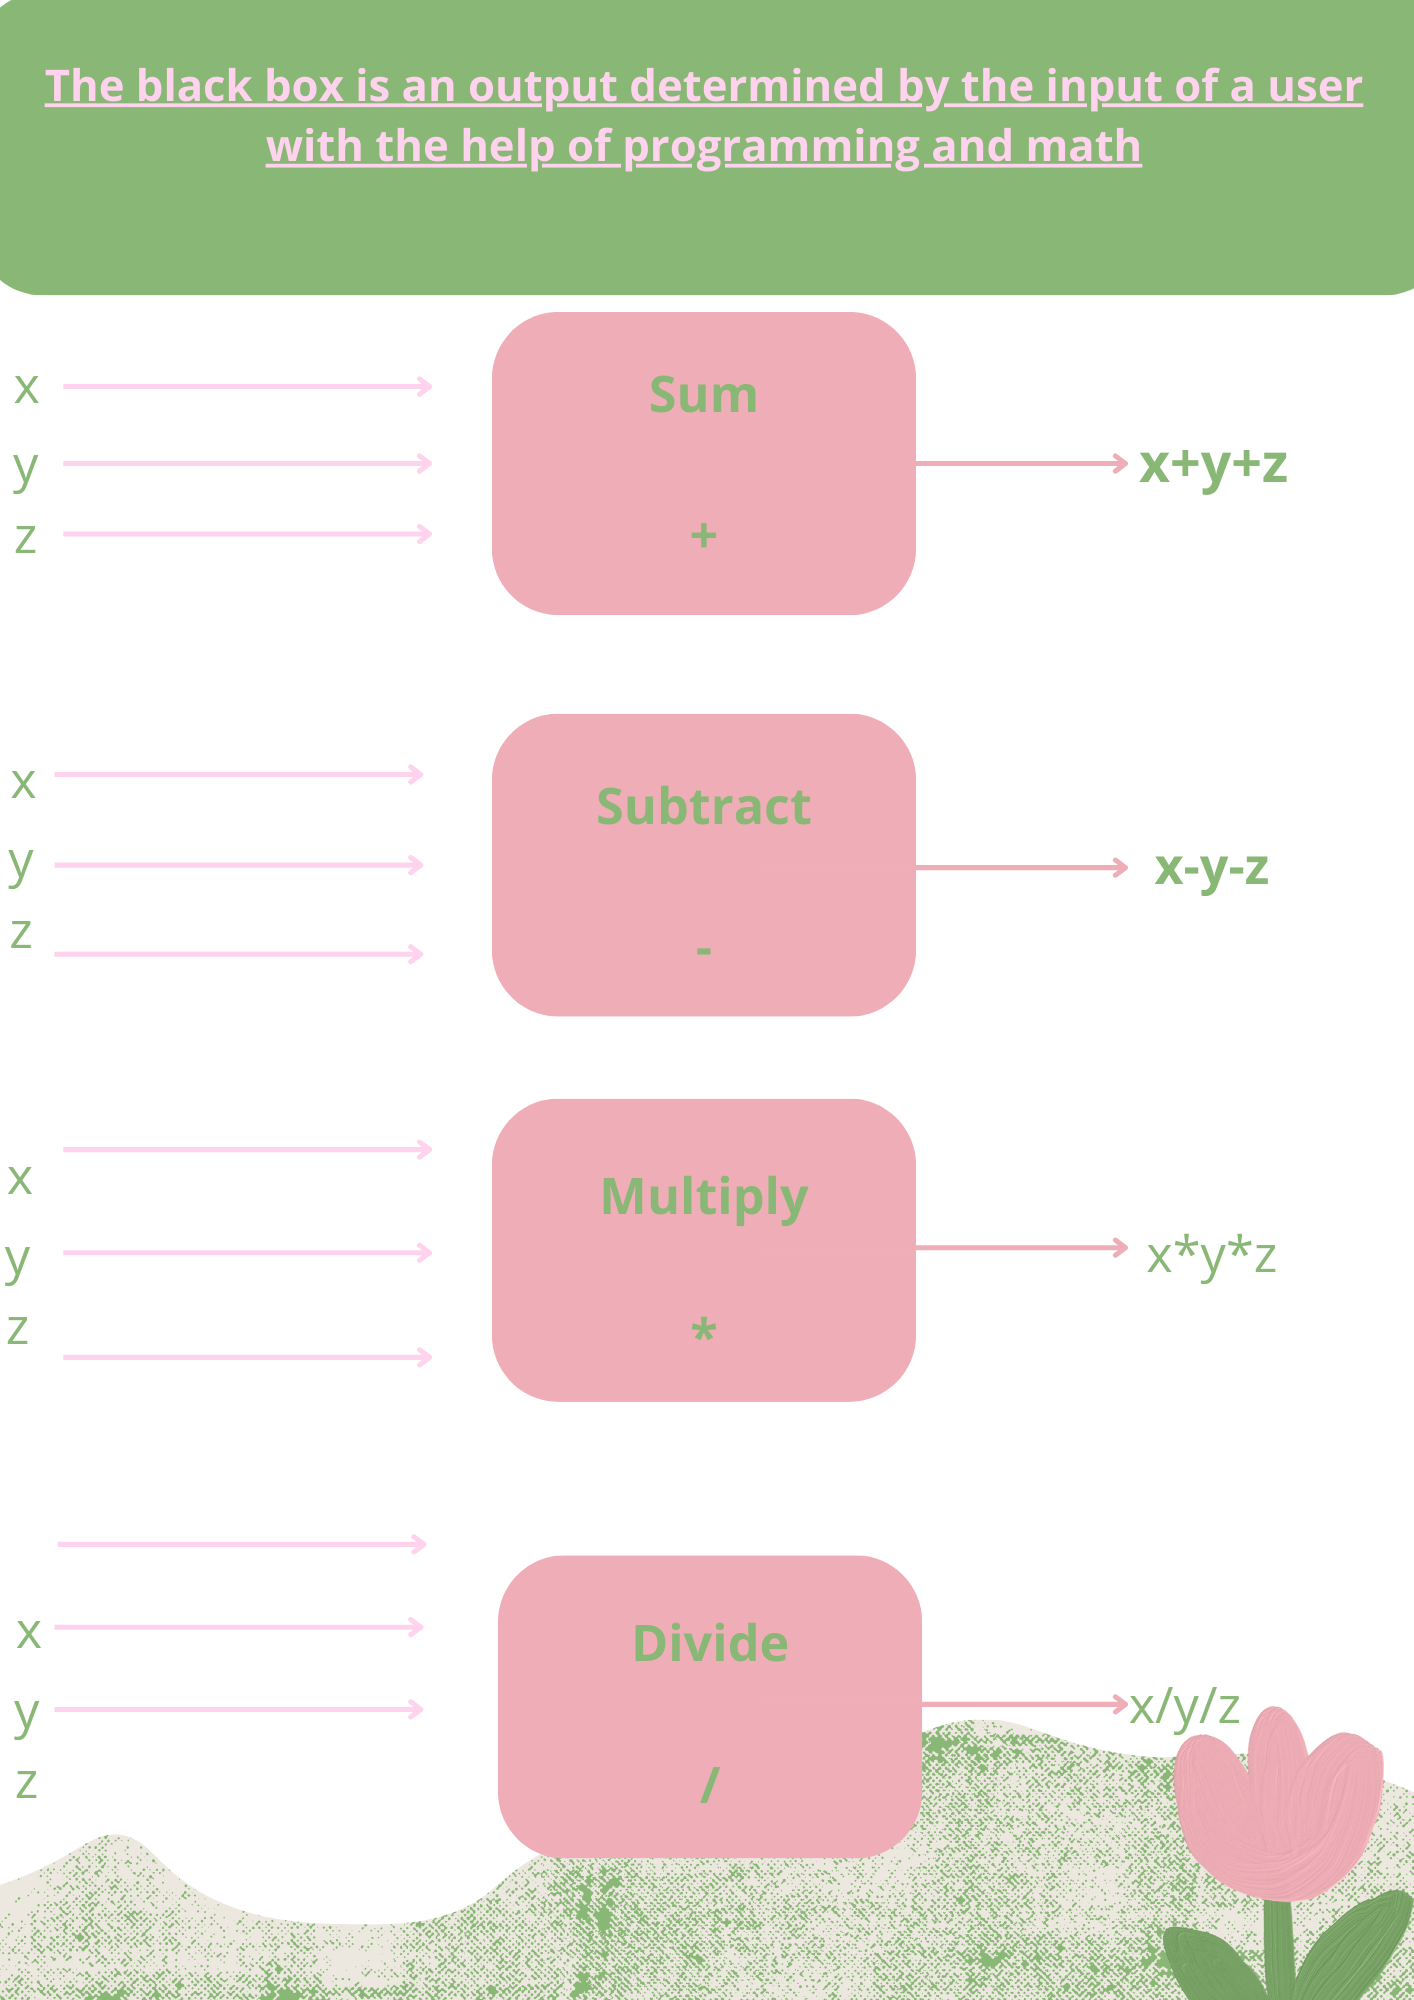 The black box is an output determined by the input of a user
with the help of programming and math
x
y
z
Sum
+
x+y+z
x
y
z
Subtract
-
x-y-z
x
y
z
Multiply
*
x*y*z
x
y
z
Divide
/
x/y/z